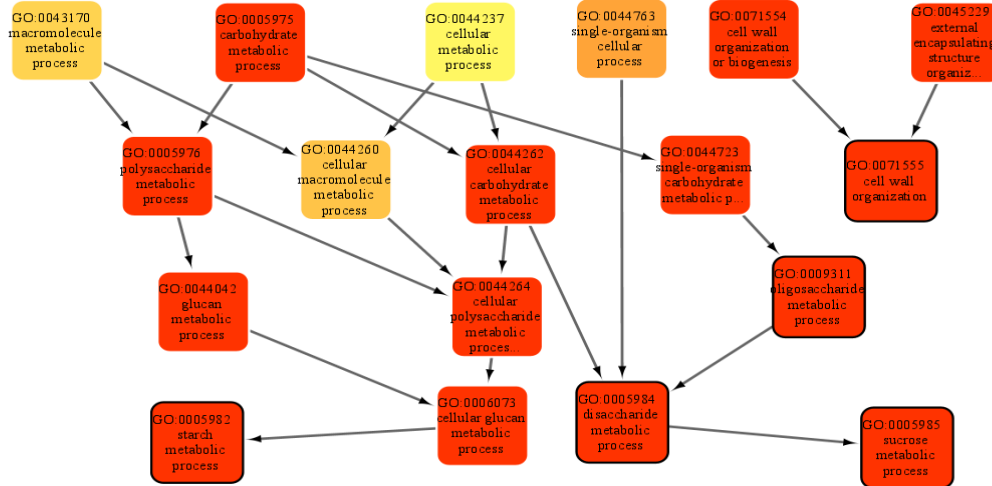 GO:0043170
macromolecule
metabolic
process
GO:0005975
carbohydrate
metabolic
process
GO:0044237
cellular
metabolic
process
GO:0044763
single-organism
cellular
process
GO:0071554
cell wall
organization
or biogenesis
GO:0045229
external
encapsulating
structure
organiz...
GO:0005976
polysaccharide
metabolic
process
GO:0044260
cellular
macromolecule
metabolic
process
GO:0044262
cellular
carbohydrate
metabolic
process
GO:0044723
single-organism
carbohydrate
metabolic p...
GO:0071555
cell wall
organization
GO:0044042
glucan
metabolic
process
GO:0044264
cellular
polysaccharide
metabolic
proces...
GO:0009311
oligosaccharide
metabolic
process
GO:0005982
starch
metabolic
process
GO:0006073
cellular glucan
metabolic
process
GO:0005984
disaccharide
metabolic
process
GO:0005985
sucrose
metabolic
process